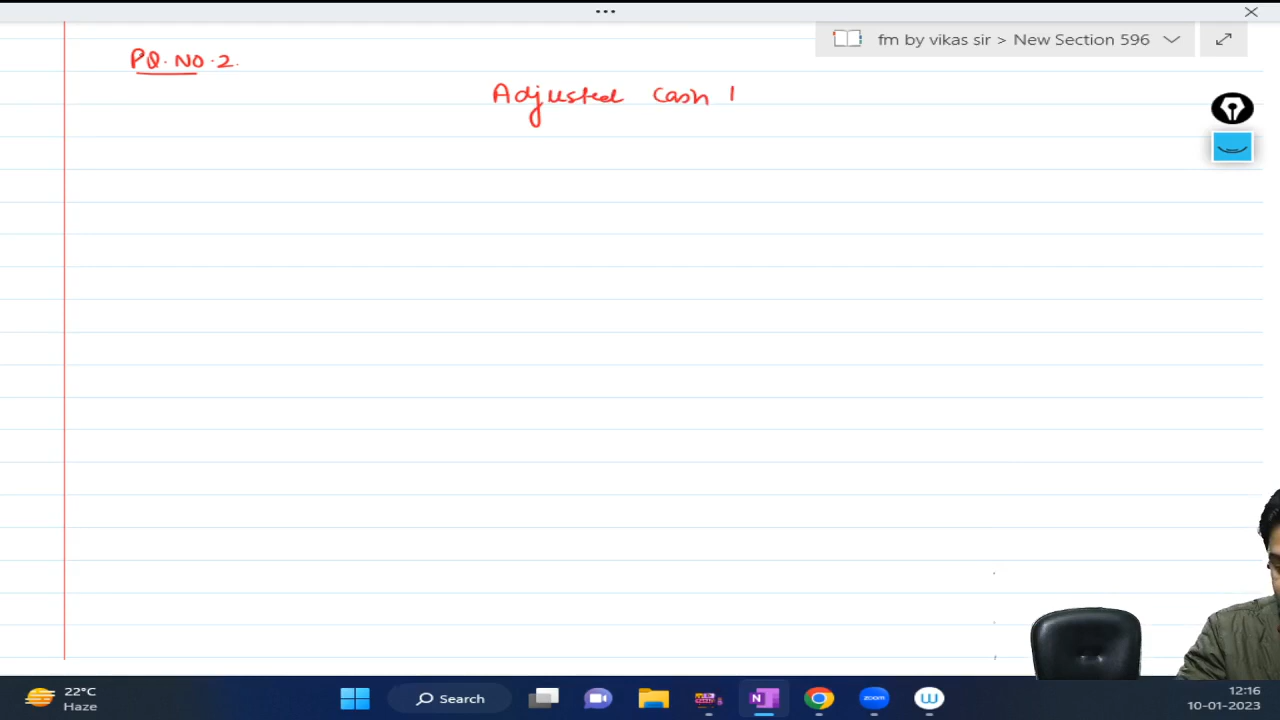 fm by vikas sir > New Section 596
PQ. NO. 2.
Adjusted Cash
22°C
Haze
Search
zoom
12:16
10-01-2023